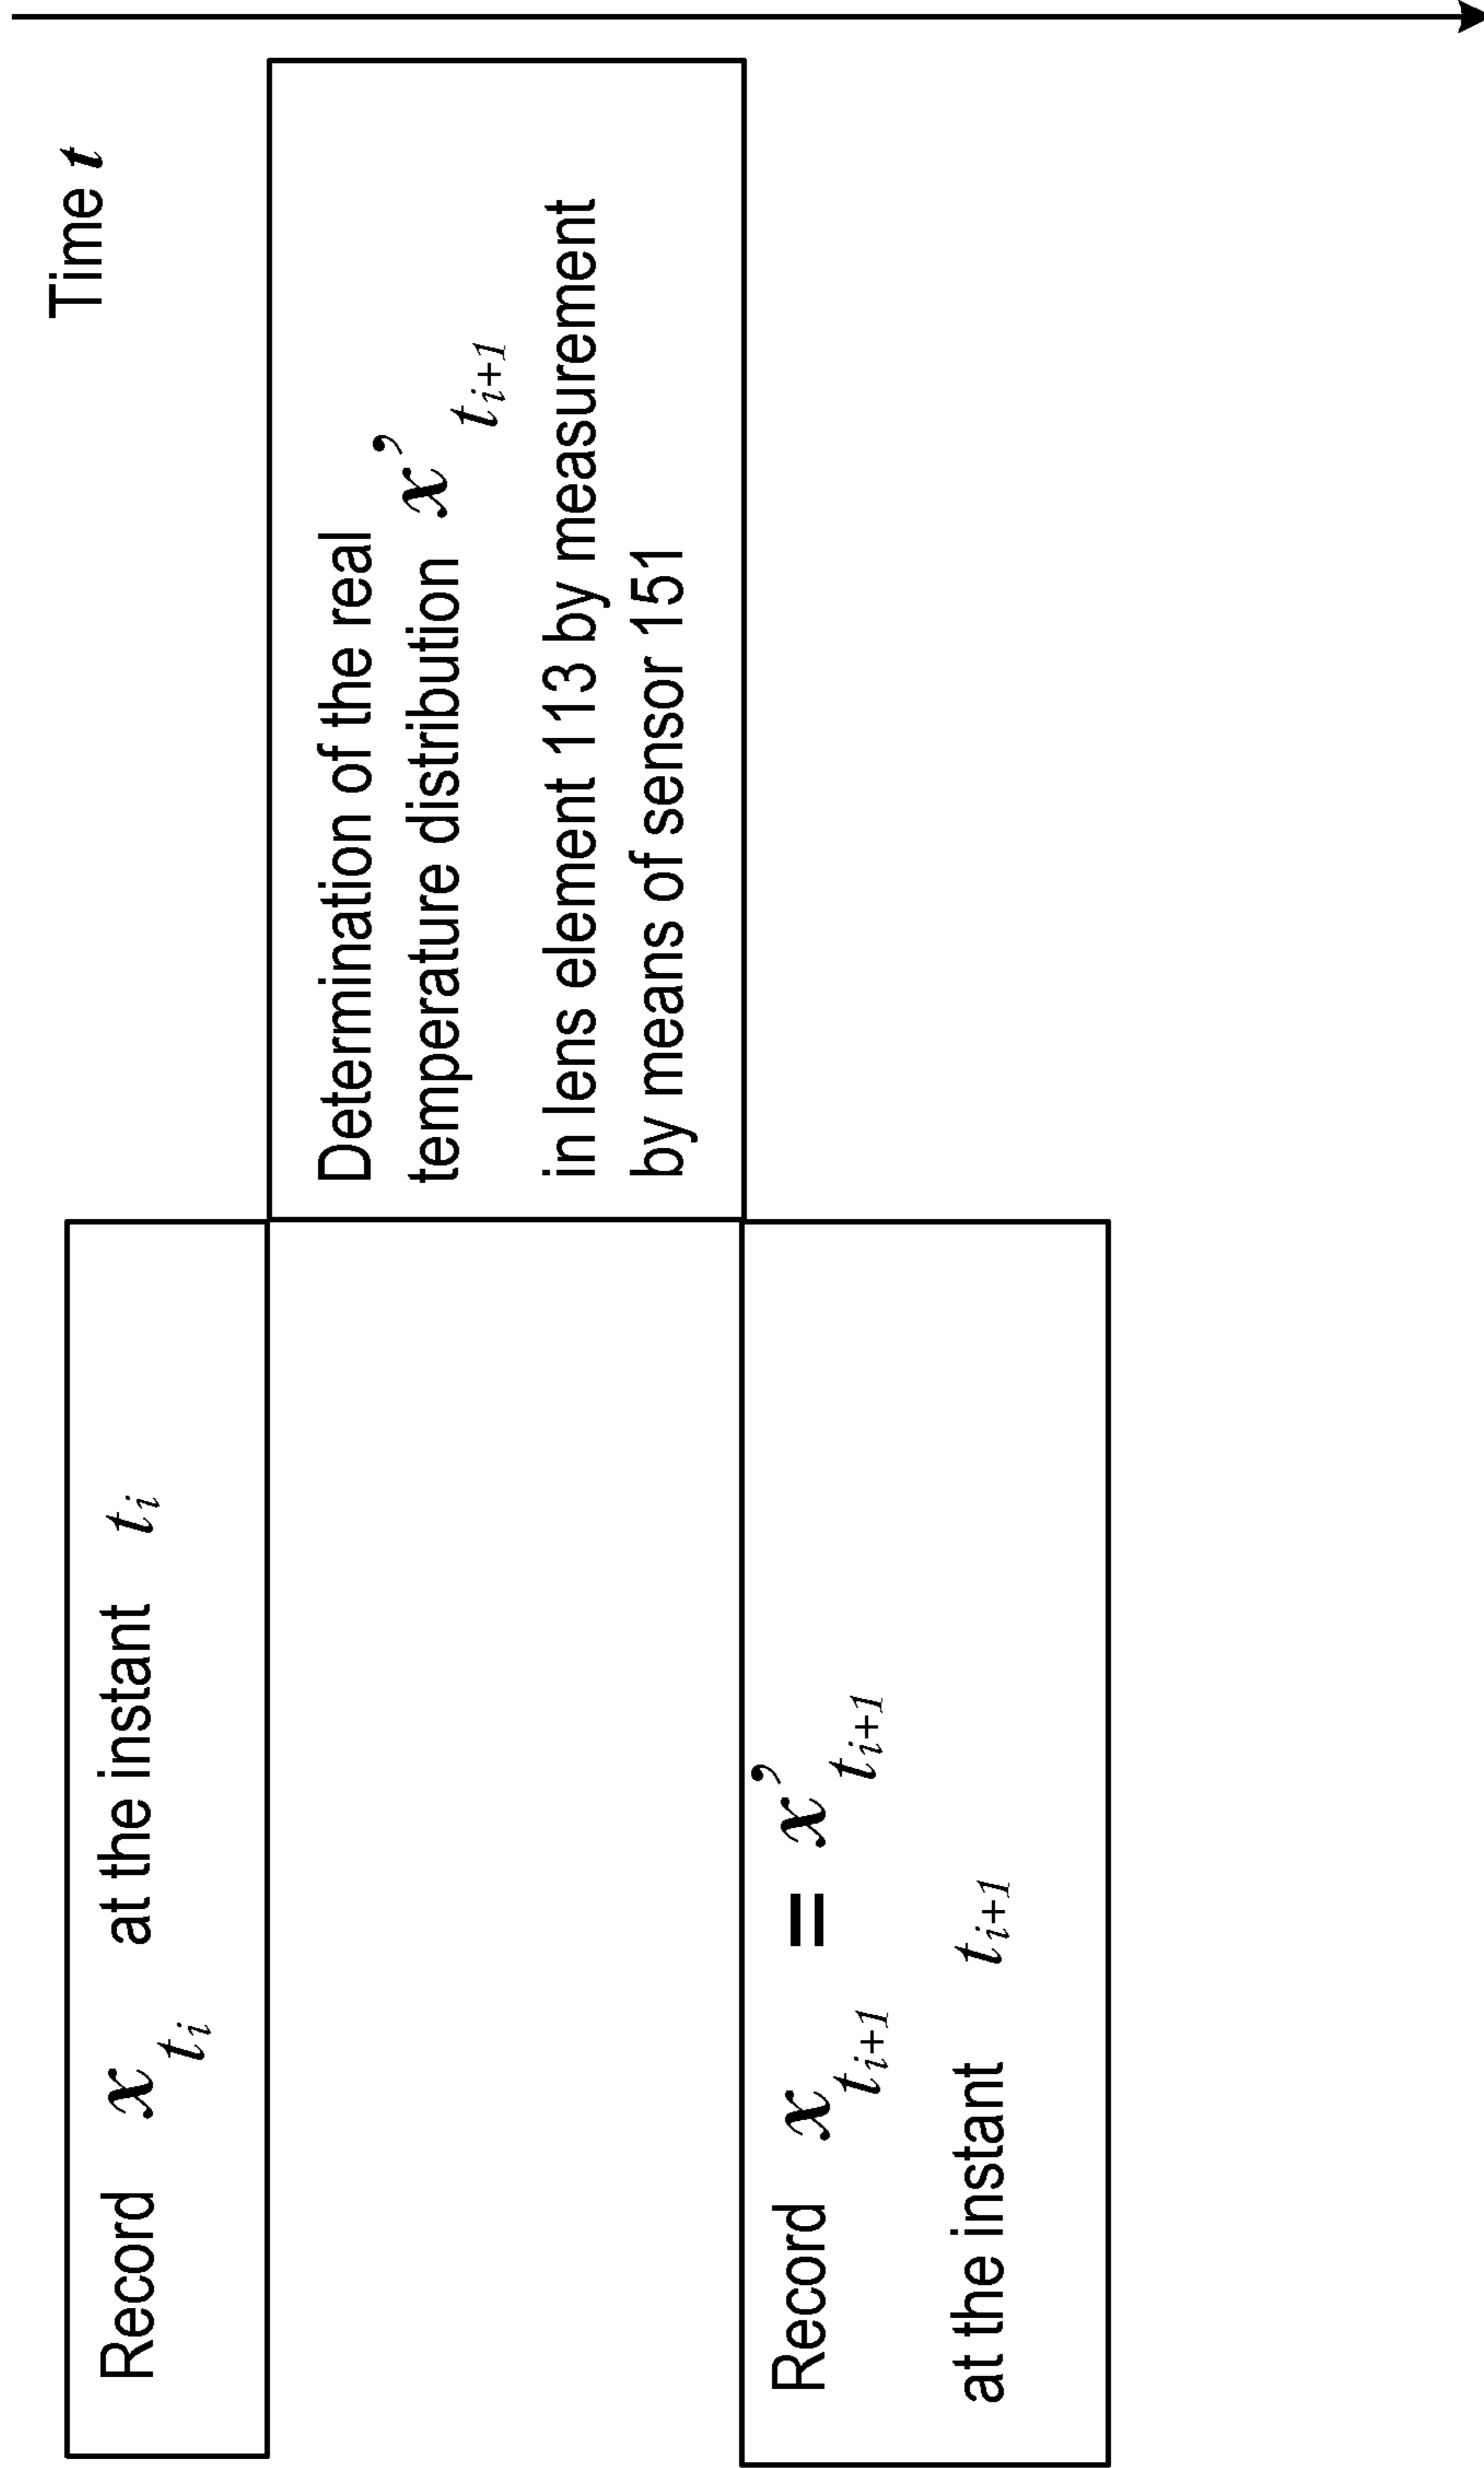 Time t
Record x_{t_i} at the instant t_i
Determination of the real
temperature distribution x'_{t_{i+1}}
in lens element 113 by measurement
by means of sensor 151
Record x_{t_{i+1}} = x'_{t_{i+1}}
at the instant t_{i+1}